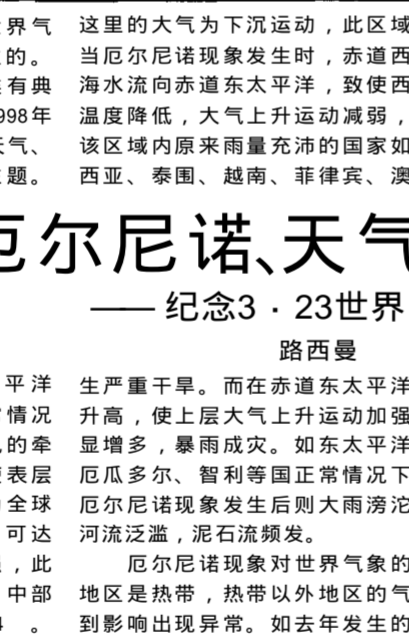 世界气
的。
有典
998年
天气、
题。
这里的大气为下沉运动，此区域
当厄尔尼诺现象发生时，赤道西
海水流向赤道东太平洋，致使西
温度降低，大气上升运动减弱，
该区域内原来雨量充沛的国家如
西亚、泰围、越南、菲律宾、澳
厄尔尼诺、天气
——纪念3·23世界
路西曼
平洋
情况
的牵
表层
全球
可达
，此
中部
。
生严重干旱。而在赤道东太平洋
升高，使上层大气上升运动加强
显增多，暴雨成灾。如东太平洋
厄瓜多尔、智利等国正常情况下
厄尔尼诺现象发生后则大雨滂沱
河流泛滥，泥石流频发。
厄尔尼诺现象对世界气象的
地区是热带，热带以外地区的气
到影响出现异常。如去年发生的